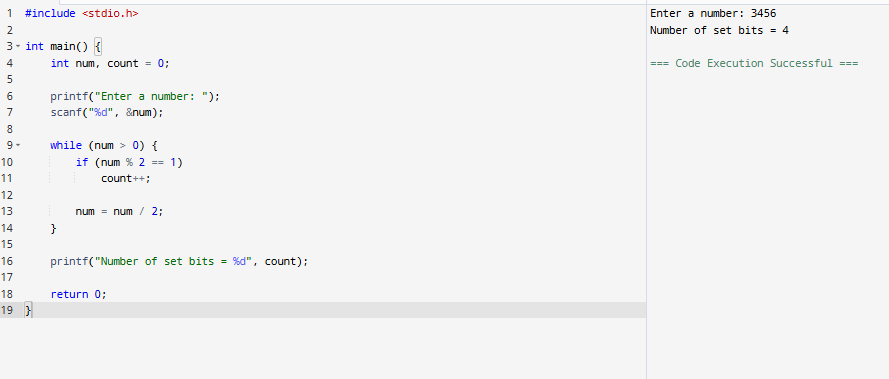 1 #include <stdio.h>
2
3 int main() {
4 int num, count = 0;
5
6 printf("Enter a number: ");
7 scanf("%d", &num);
8
9 while (num > 0) {
10 if (num % 2 == 1)
11 count++;
12
13 num = num / 2;
14 }
15
16 printf("Number of set bits = %d", count);
17
18 return 0;
19 }
Enter a number: 3456
Number of set bits = 4
=== Code Execution Successful ===